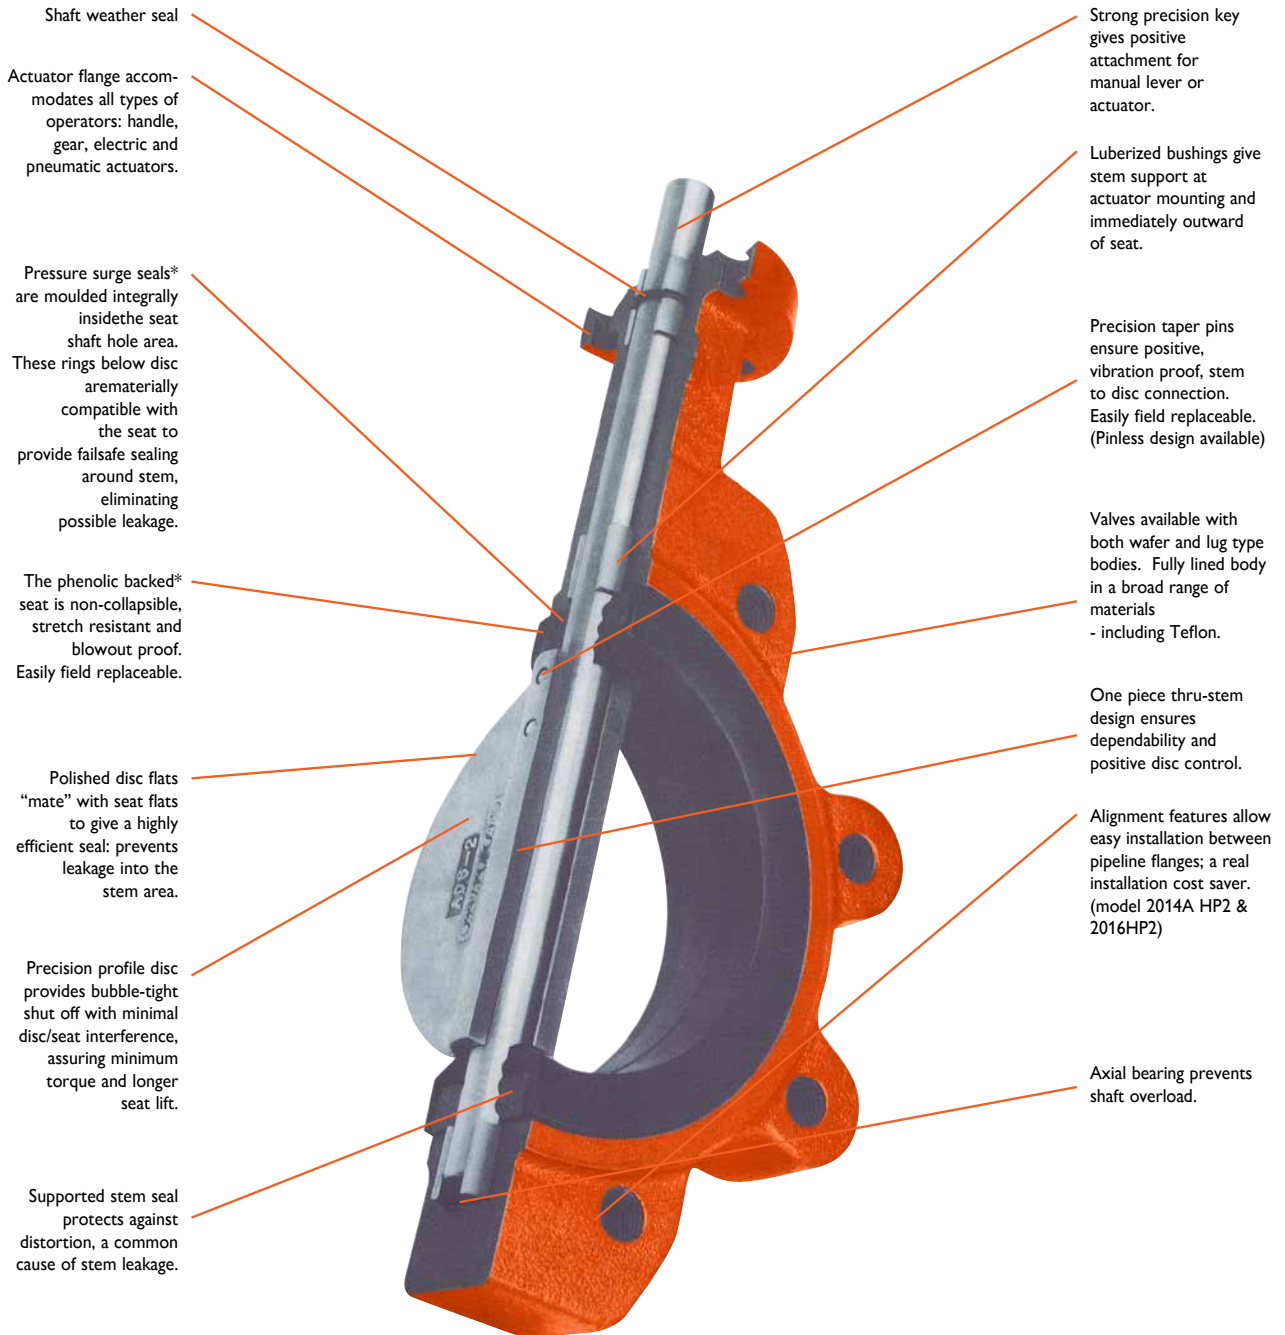 Shaft weather seal
Actuator flange accom-
modates all types of
operators: handle,
gear, electric and
pneumatic actuators.
Pressure surge seals*
are moulded integrally
insidethe seat
shaft hole area.
These rings below disc
arematerially
compatible with
the seat to
provide failsafe sealing
around stem,
eliminating
possible leakage.
The phenolic backed*
seat is non-collapsible,
stretch resistant and
blowout proof.
Easily field replaceable.
Polished disc flats
“mate” with seat flats
to give a highly
efficient seal: prevents
leakage into the
stem area.
Precision profile disc
provides bubble-tight
shut off with minimal
disc/seat interference,
assuring minimum
torque and longer
seat lift.
Supported stem seal
protects against
distortion, a common
cause of stem leakage.
Strong precision key
gives positive
attachment for
manual lever or
actuator.
Luberized bushings give
stem support at
actuator mounting and
immediately outward
of seat.
Precision taper pins
ensure positive,
vibration proof, stem
to disc connection.
Easily field replaceable.
(Pinless design available)
Valves available with
both wafer and lug type
bodies.  Fully lined body
in a broad range of
materials
- including Teflon.
One piece thru-stem
design ensures
dependability and
positive disc control.
Alignment features allow
easy installation between
pipeline flanges; a real
installation cost saver.
(model 2014A HP2 &
2016HP2)
Axial bearing prevents
shaft overload.